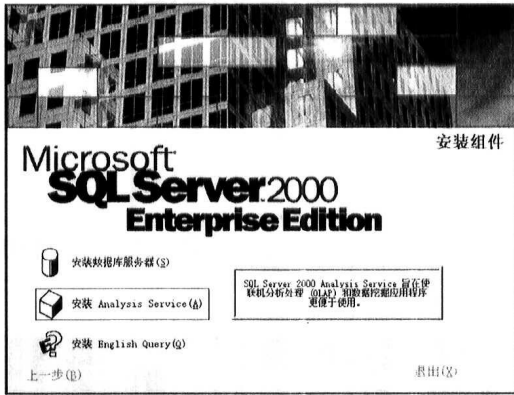 安装组件
Microsoft
SQL Server 2000
Enterprise Edition
安装数据库服务器(S)
SQL Server 2000 Analysis Service 旨在使
联机分析处理 (OLAP) 和数据挖掘应用程序
更便于使用。
安装 Analysis Service(A)
安装 English Query(Q)
上一步(B)
退出(X)